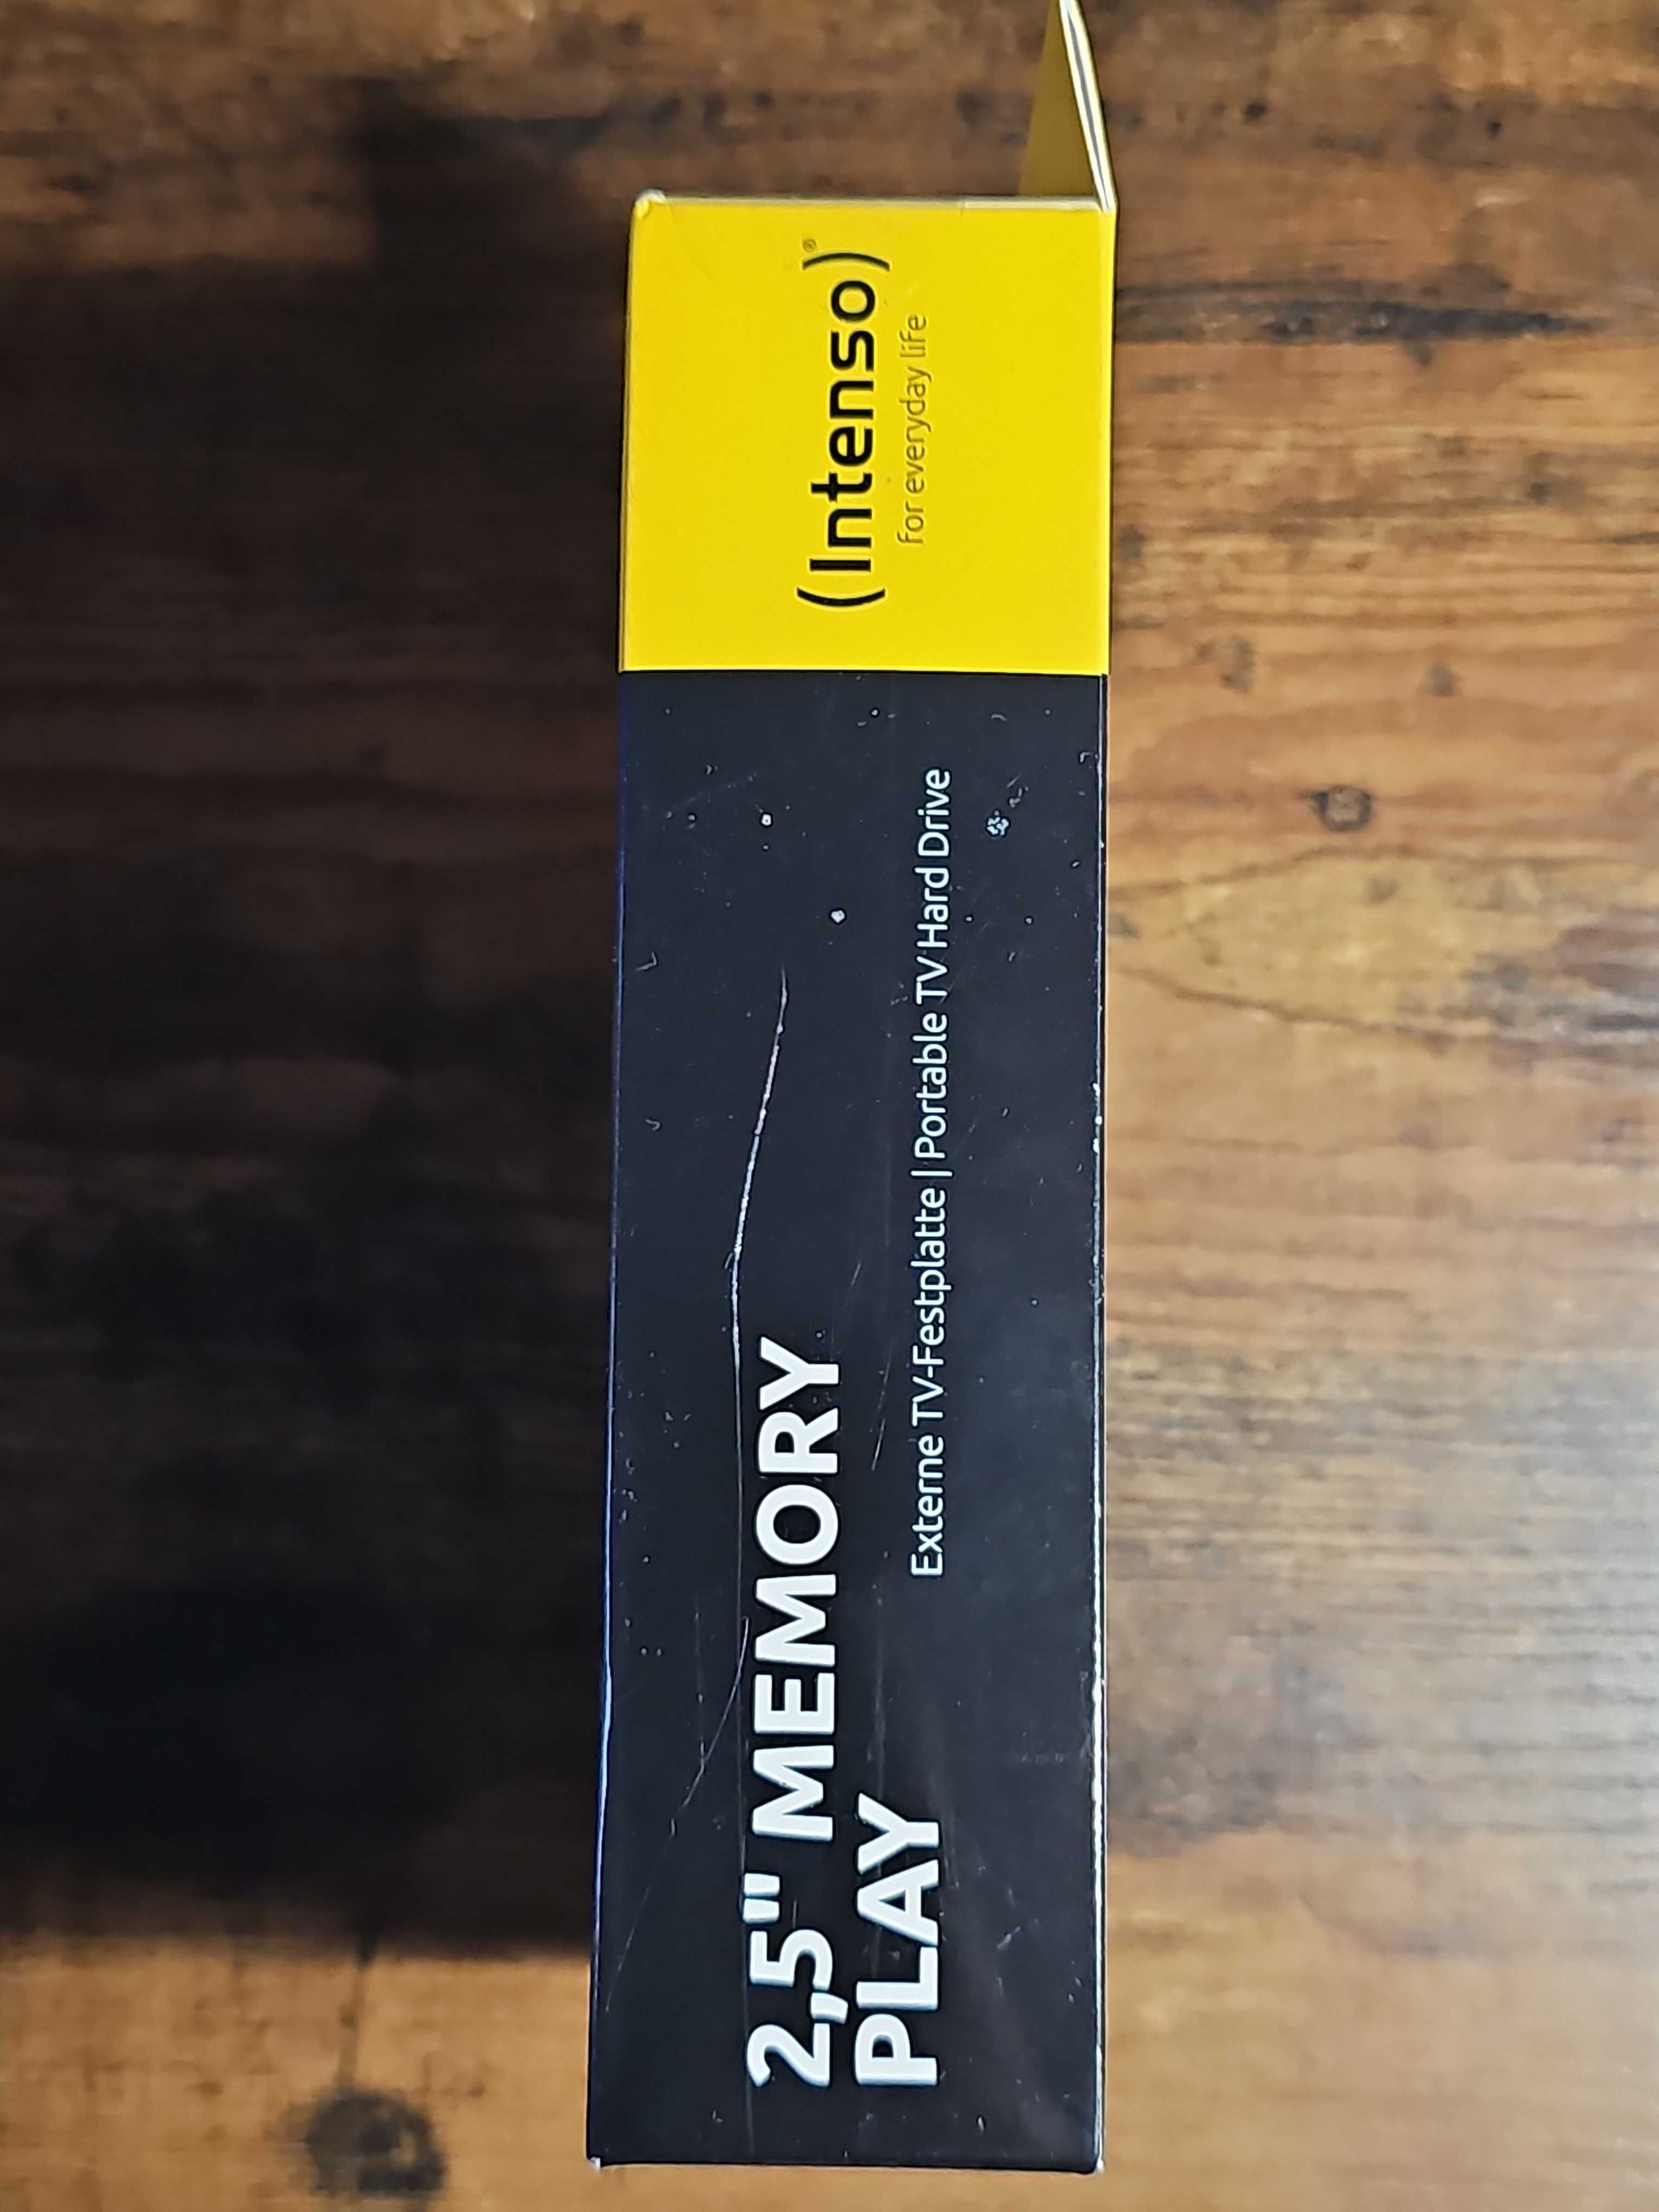 2,5" MEMORY
PLAY
Externe TV-Festplatte | Portable TV Hard Drive
(Intenso)®
for everyday life